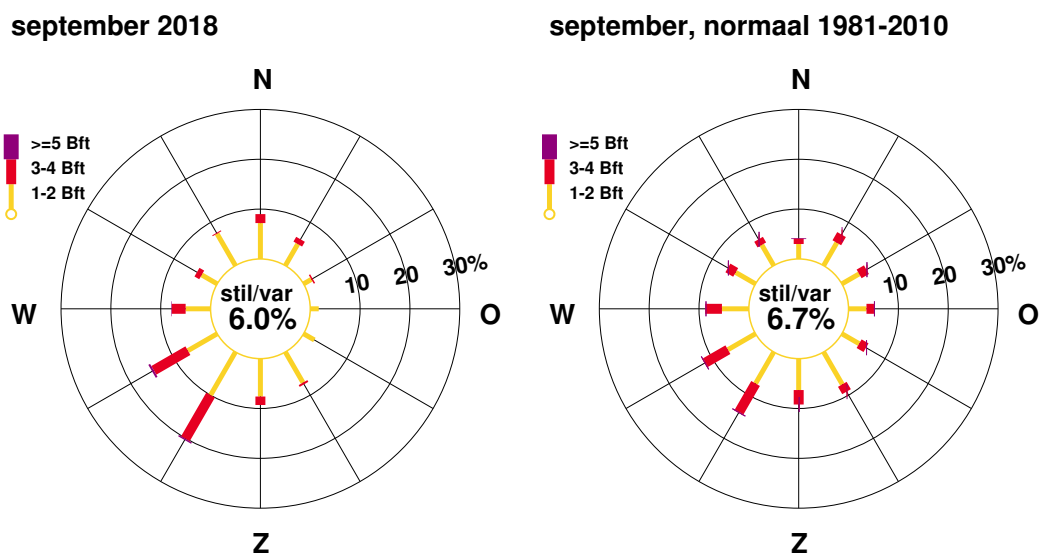 september 2018
N
>=5 Bft
3-4 Bft
1-2 Bft
10
20
30%
stil/var
6.0%
W
O
Z
september, normaal 1981-2010
N
>=5 Bft
3-4 Bft
1-2 Bft
10
20
30%
stil/var
6.7%
W
O
Z